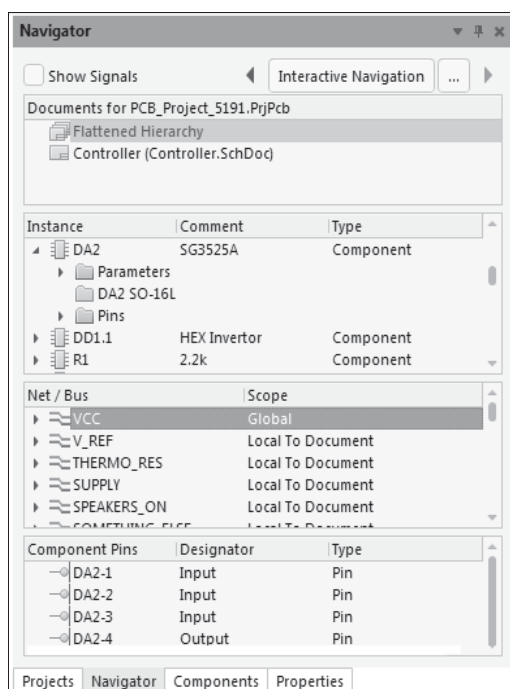 Navigator
Show Signals Interactive Navigation ...
Documents for PCB_Project_5191.PrjPcb
Flattened Hierarchy
Controller (Controller.SchDoc)
Instance Comment Type
DA2 SG3525A Component
Parameters
DA2 SO-16L
Pins
DD1.1 HEX Invertor Component
R1 2.2k Component
Net / Bus Scope
VCC Global
V_REF Local To Document
THERMO_RES Local To Document
SUPPLY Local To Document
SPEAKERS_ON Local To Document
SOMETHING_ELSE Local To Document
Component Pins Designator Type
DA2-1 Input Pin
DA2-2 Input Pin
DA2-3 Input Pin
DA2-4 Output Pin
Projects Navigator Components Properties